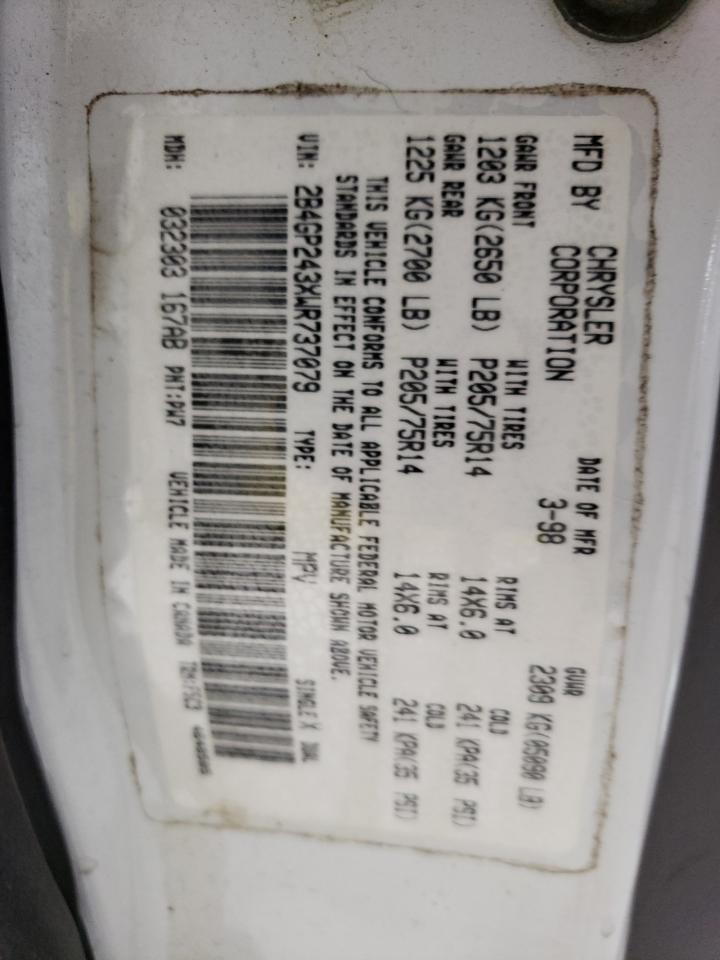 MFD BY CHRYSLER CORPORATION DATE OF MFR 3-98 GVWR 2309 KG(05090 LB)
GAWR FRONT WITH TIRES RIMS AT COLD
1203 KG(2650 LB) P205/75R14 14X6.0 241 KPA(35 PSI)
GAWR REAR WITH TIRES RIMS AT COLD
1225 KG(2700 LB) P205/75R14 14X6.0 241 KPA(35 PSI)
THIS VEHICLE CONFORMS TO ALL APPLICABLE FEDERAL MOTOR VEHICLE SAFETY
STANDARDS IN EFFECT ON THE DATE OF MANUFACTURE SHOWN ABOVE.
VIN: 2B4GP243XWR737079 TYPE: MPV SINGLE X DUAL
MDH: 032303 167AB PNT:PW7 VEHICLE MADE IN CANADA